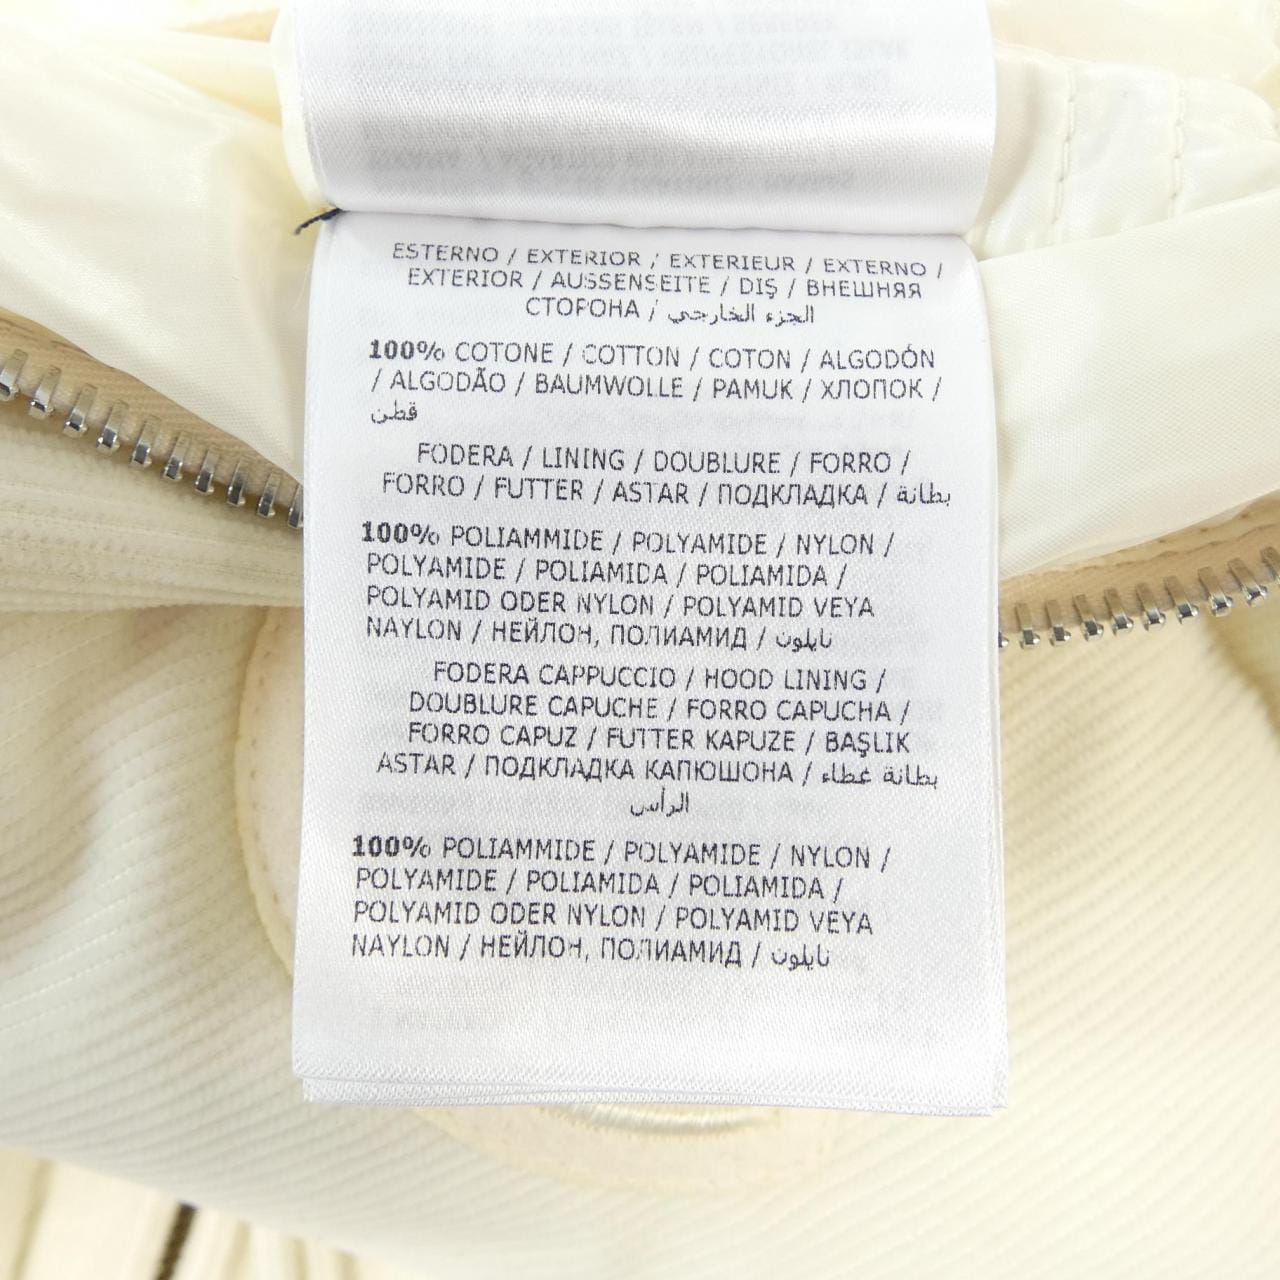 ESTERNO / EXTERIOR / EXTERIEUR / EXTERNO /
EXTERIOR / AUSSENSEITE / DIŞ / ВНЕШНЯЯ
СТОРОНА / الجزء الخارجي
100% COTONE / COTTON / COTON / ALGODÓN
/ ALGODÃO / BAUMWOLLE / PAMUK / ХЛОПОК /
قطن
FODERA / LINING / DOUBLURE / FORRO /
FORRO / FUTTER / ASTAR / ПОДКЛАДКА / بطانة
100% POLIAMMIDE / POLYAMIDE / NYLON /
POLYAMIDE / POLIAMIDA / POLIAMIDA /
POLYAMID ODER NYLON / POLYAMID VEYA
NAYLON / НЕЙЛОН, ПОЛИАМИД / نايلون
FODERA CAPPUCCIO / HOOD LINING /
DOUBLURE CAPUCHE / FORRO CAPUCHA /
FORRO CAPUZ / FUTTER KAPUZE / BAŞLIK
ASTAR / ПОДКЛАДКА КАПЮШОНА / بطانة غطاء
الرأس
100% POLIAMMIDE / POLYAMIDE / NYLON /
POLYAMIDE / POLIAMIDA / POLIAMIDA /
POLYAMID ODER NYLON / POLYAMID VEYA
NAYLON / НЕЙЛОН, ПОЛИАМИД / نايلون